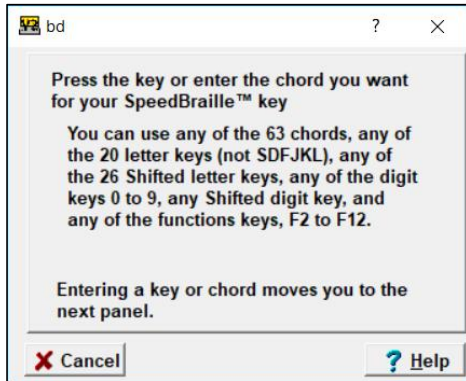 bd
Press the key or enter the chord you want
for your SpeedBraille™ key
You can use any of the 63 chords, any of
the 20 letter keys (not SDFJKL), any of
the 26 Shifted letter keys, any of the digit
keys 0 to 9, any Shifted digit key, and
any of the functions keys, F2 to F12.
Entering a key or chord moves you to the
next panel.
Cancel
Help